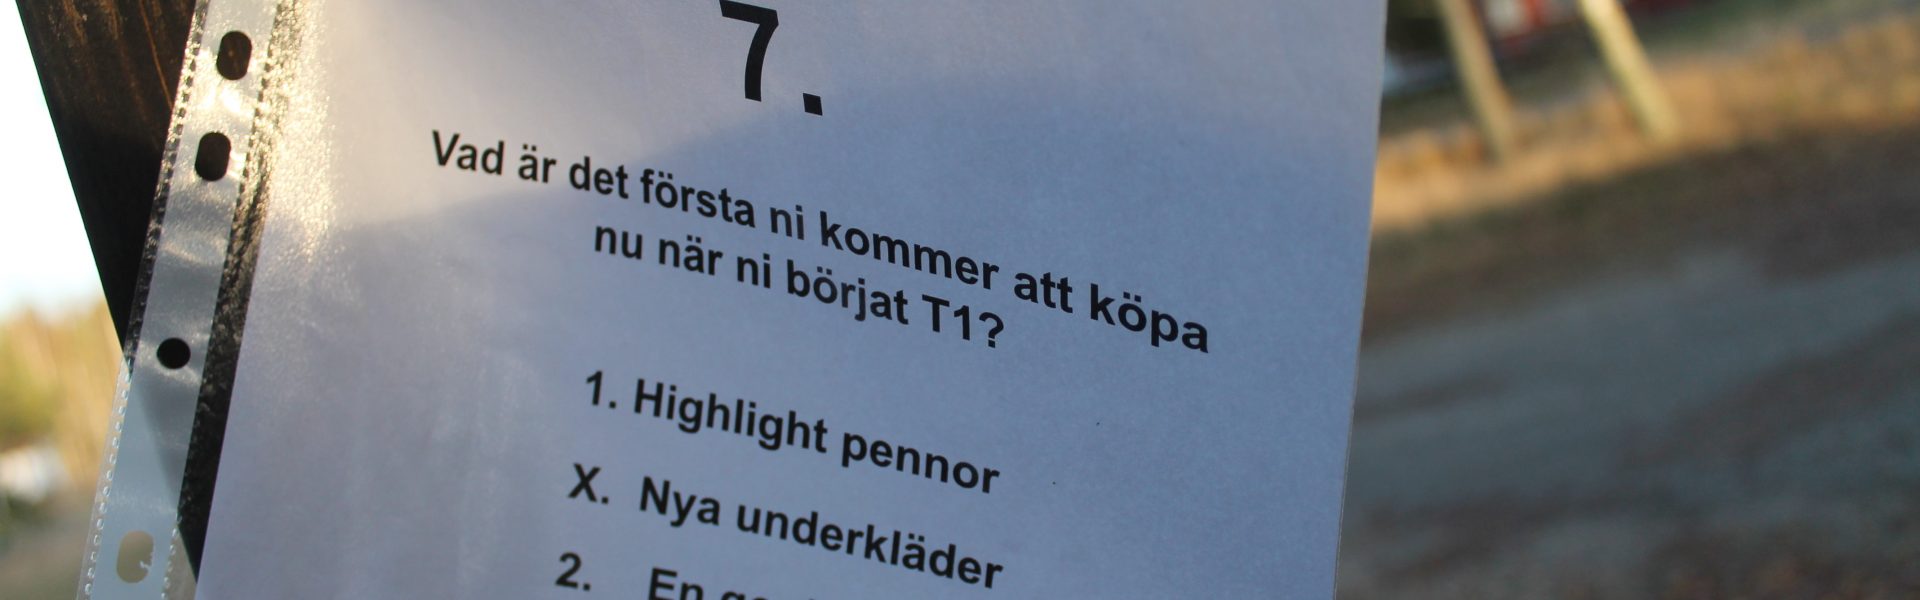 7.
Vad är det första ni kommer att köpa
nu när ni börjat T1?
1. Highlight pennor
X. Nya underkläder
2. En